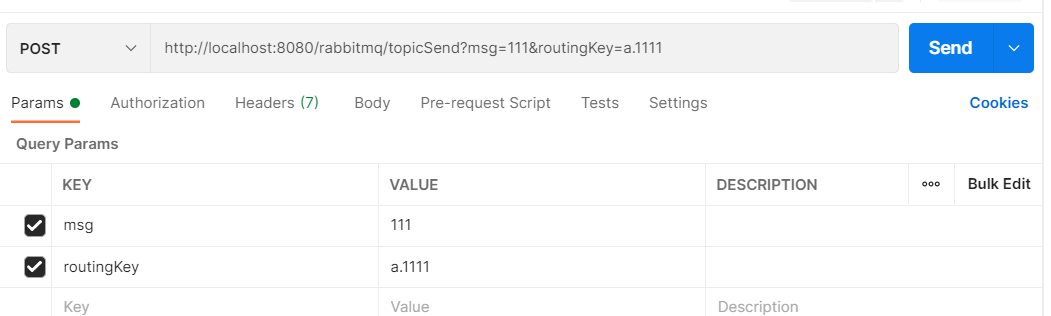 POST http://localhost:8080/rabbitmq/topicSend?msg=111&routingKey=a.1111 Send
Params Authorization Headers (7) Body Pre-request Script Tests Settings Cookies
Query Params
KEY VALUE DESCRIPTION ooo Bulk Edit
msg 111
routingKey a.1111
Key Value Description